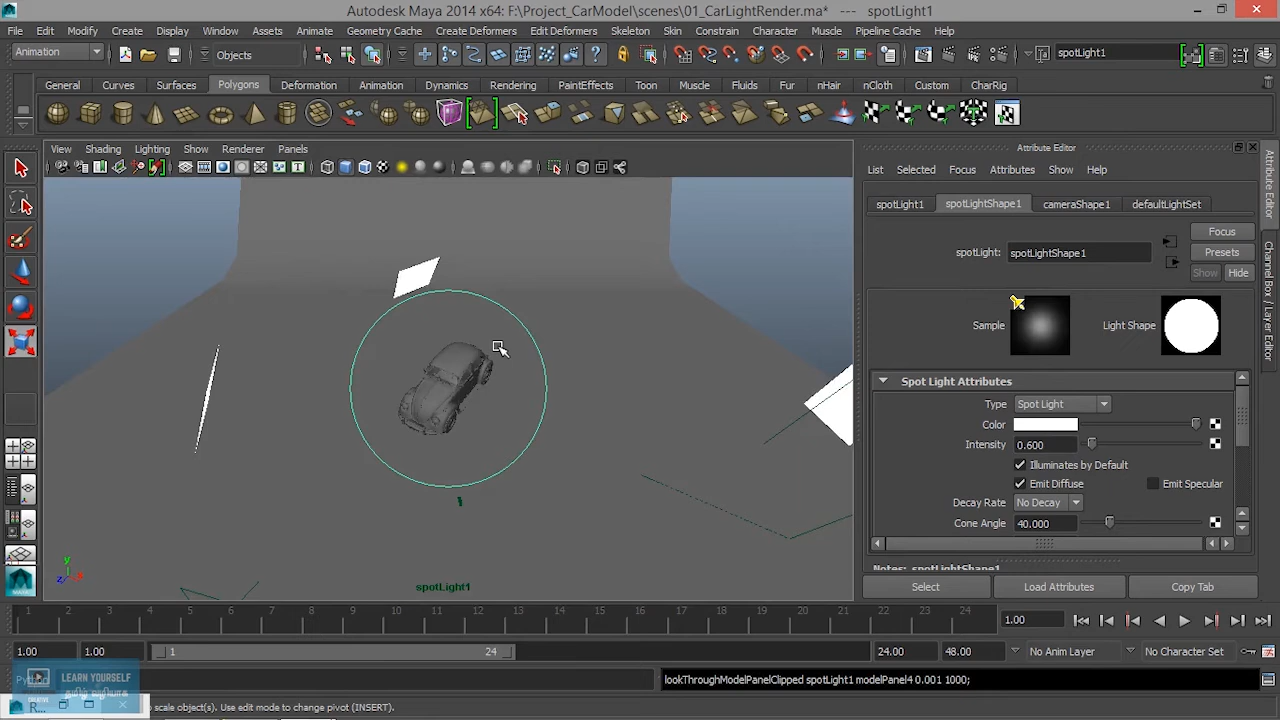 Autodesk Maya 2014 x64: F:\Project_CarModel\scenes\01_CarLightRender.ma* --- spotLight1
File Edit Modify Create Display Window Assets Animate Geometry Cache Create Deformers Edit Deformers Skeleton Skin Constrain Character Muscle Pipeline Cache Help
Animation Objects spotLight1
General Curves Surfaces Polygons Deformation Animation Dynamics Rendering PaintEffects Toon Muscle Fluids Fur nHair nCloth Custom CharRig
View Shading Lighting Show Renderer Panels
spotLight1
Attribute Editor
List Selected Focus Attributes Show Help
spotLight1 spotLightShape1 cameraShape1 defaultLightSet
Focus
spotLight: spotLightShape1 Presets
Show Hide
Sample Light Shape
Spot Light Attributes
Type Spot Light
Color
Intensity 0.600
Illuminates by Default
Emit Diffuse Emit Specular
Decay Rate No Decay
Cone Angle 40.000
Notes: spotLightShape1
Select Load Attributes Copy Tab
Attribute Editor
Channel Box / Layer Editor
y
z
1 2 3 4 5 6 7 8 9 10 11 12 13 14 15 16 17 18 19 20 21 22 23 24 1.00
1.00 1.00 1 24 24.00 48.00 No Anim Layer No Character Set
Python
LEARN YOURSELF
தமிழ் வழியாக
CREATIVE
lookThroughModelPanelClipped spotLight1 modelPanel4 0.001 1000;
R...
scale object(s). Use edit mode to change pivot (INSERT).